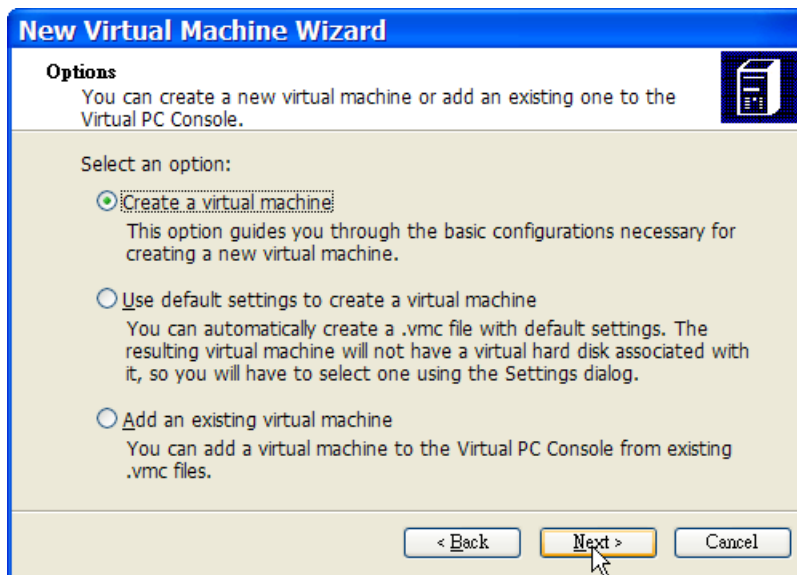 New Virtual Machine Wizard
Options
You can create a new virtual machine or add an existing one to the
Virtual PC Console.
Select an option:
Create a virtual machine
This option guides you through the basic configurations necessary for
creating a new virtual machine.
Use default settings to create a virtual machine
You can automatically create a .vmc file with default settings. The
resulting virtual machine will not have a virtual hard disk associated with
it, so you will have to select one using the Settings dialog.
Add an existing virtual machine
You can add a virtual machine to the Virtual PC Console from existing
.vmc files.
< Back Next > Cancel